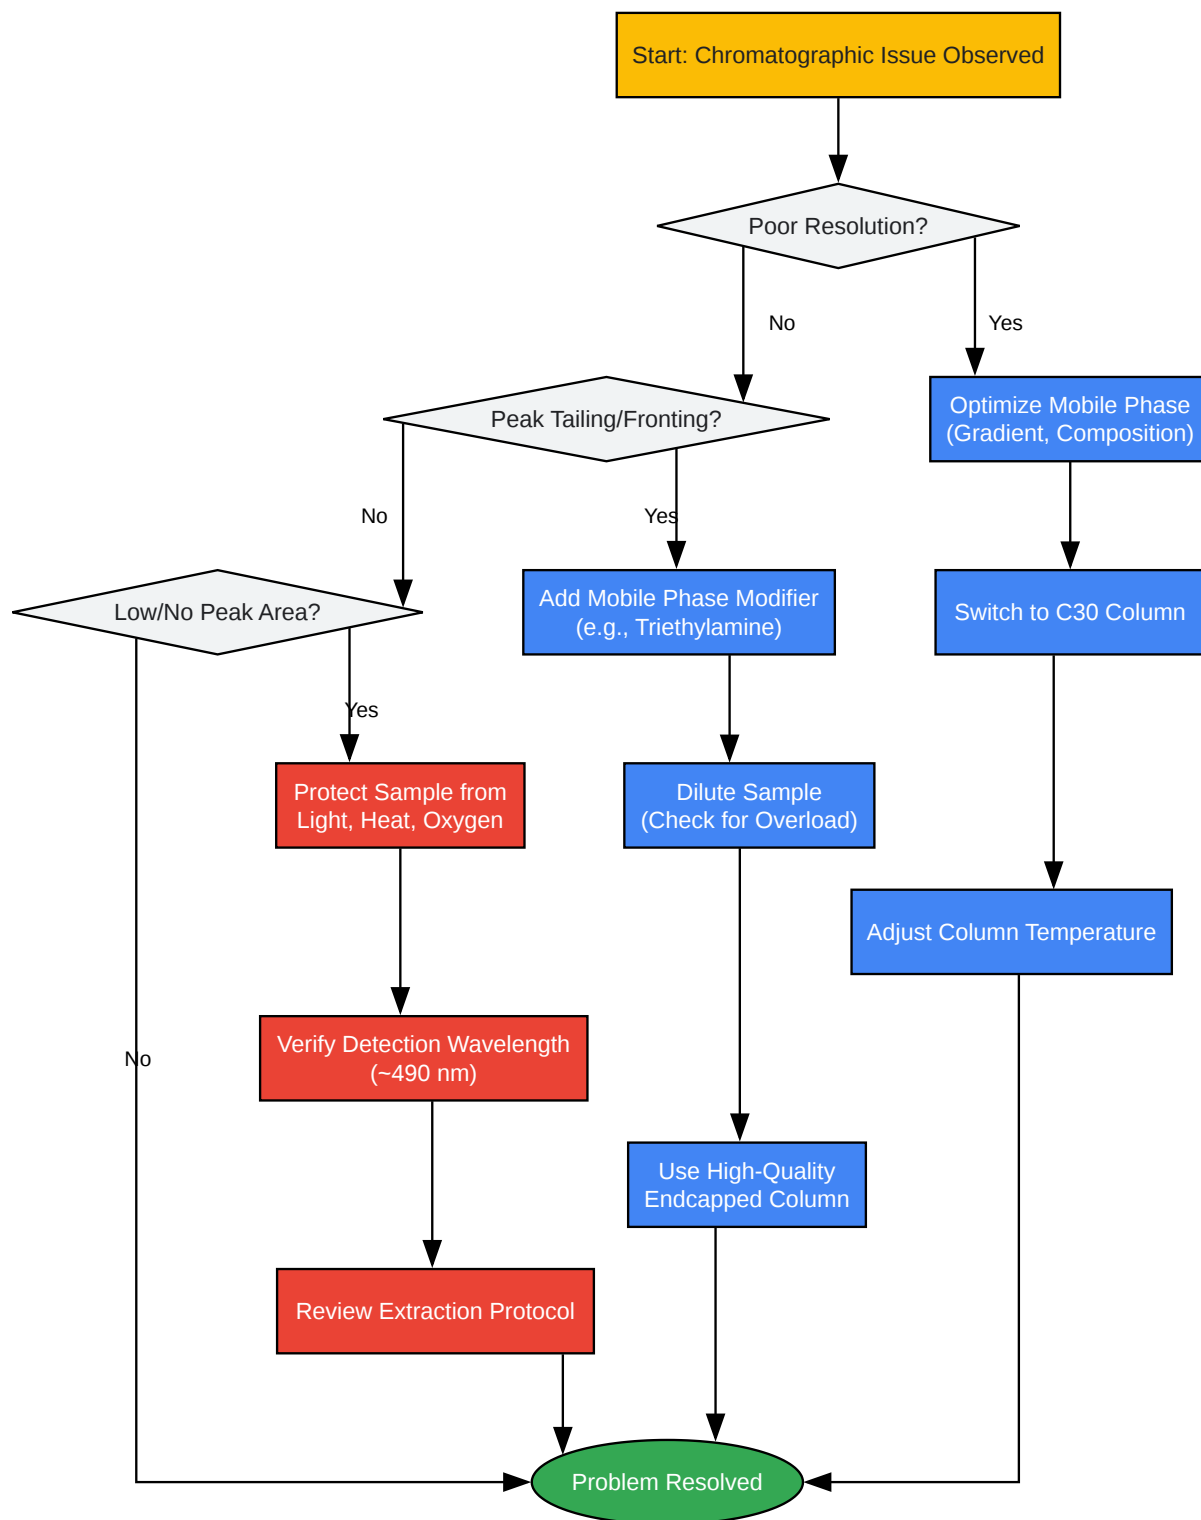 Start: Chromatographic Issue Observed
Poor Resolution?
No
Yes
Peak Tailing/Fronting?
Optimize Mobile Phase
(Gradient, Composition)
No
Yes
Low/No Peak Area?
Add Mobile Phase Modifier
(e.g., Triethylamine)
Switch to C30 Column
Yes
Protect Sample from
Light, Heat, Oxygen
Dilute Sample
(Check for Overload)
Adjust Column Temperature
No
Verify Detection Wavelength
(~490 nm)
Use High-Quality
Endcapped Column
Review Extraction Protocol
Problem Resolved